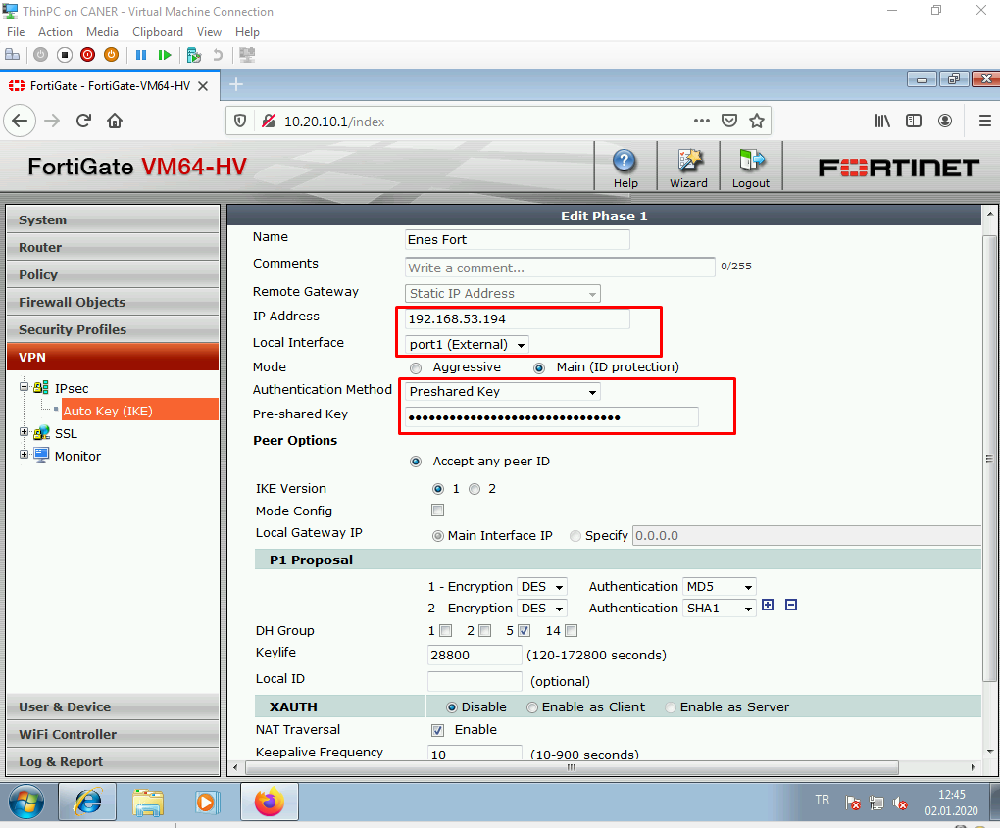 ThinPC on CANER - Virtual Machine Connection
File Action Media Clipboard View Help
FortiGate - FortiGate-VM64-HV
10.20.10.1/index
FortiGate VM64-HV
Help Wizard Logout
FORTINET
System
Router
Policy
Firewall Objects
Security Profiles
VPN
IPsec
Auto Key (IKE)
SSL
Monitor
User & Device
WiFi Controller
Log & Report
Edit Phase 1
Name Enes Fort
Comments Write a comment... 0/255
Remote Gateway Static IP Address
IP Address 192.168.53.194
Local Interface port1 (External)
Mode Aggressive Main (ID protection)
Authentication Method Preshared Key
Pre-shared Key ●●●●●●●●●●●●●●●●●●●●●●●●●●●●●●●
Peer Options
Accept any peer ID
IKE Version 1 2
Mode Config
Local Gateway IP Main Interface IP Specify 0.0.0.0
P1 Proposal
1 - Encryption DES Authentication MD5
2 - Encryption DES Authentication SHA1
DH Group 1 2 5 14
Keylife 28800 (120-172800 seconds)
Local ID (optional)
XAUTH Disable Enable as Client Enable as Server
NAT Traversal Enable
Keepalive Frequency 10 (10-900 seconds)
TR
12:45
02.01.2020